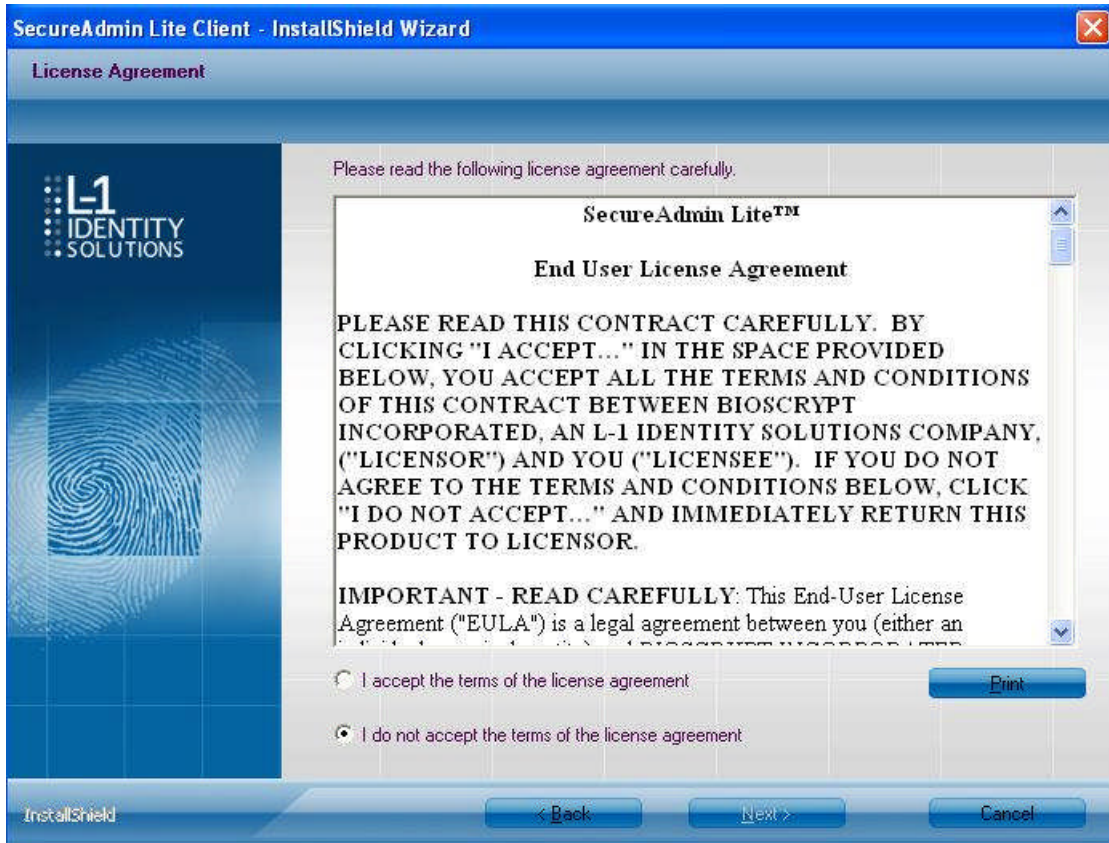 SecureAdmin Lite Client - InstallShield Wizard
License Agreement
L-1
IDENTITY
SOLUTIONS
Please read the following license agreement carefully.
SecureAdmin Lite™
End User License Agreement
PLEASE READ THIS CONTRACT CAREFULLY. BY
CLICKING "I ACCEPT..." IN THE SPACE PROVIDED
BELOW, YOU ACCEPT ALL THE TERMS AND CONDITIONS
OF THIS CONTRACT BETWEEN BIOSCRYPT
INCORPORATED, AN L-1 IDENTITY SOLUTIONS COMPANY,
("LICENSOR") AND YOU ("LICENSEE"). IF YOU DO NOT
AGREE TO THE TERMS AND CONDITIONS BELOW, CLICK
"I DO NOT ACCEPT..." AND IMMEDIATELY RETURN THIS
PRODUCT TO LICENSOR.
IMPORTANT - READ CAREFULLY: This End-User License
Agreement ("EULA") is a legal agreement between you (either an
I accept the terms of the license agreement
Print
I do not accept the terms of the license agreement
InstallShield
< Back
Next >
Cancel